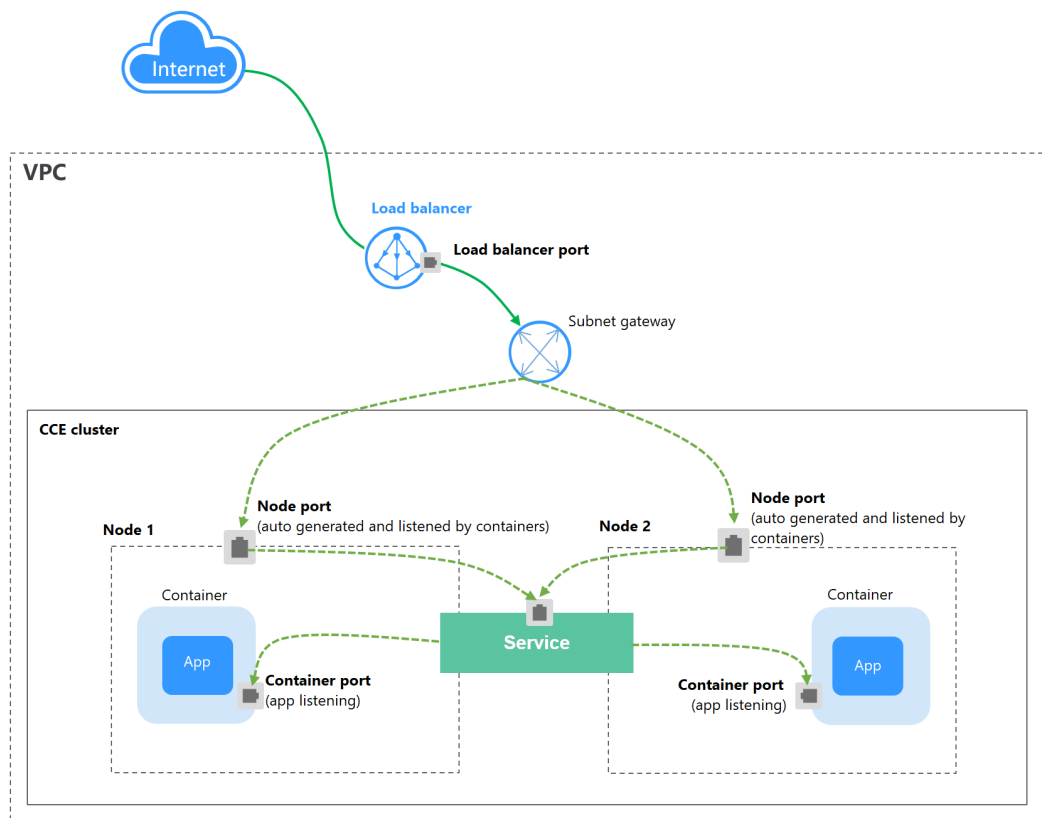 Internet
VPC
Load balancer
Load balancer port
Subnet gateway
CCE cluster
Node port
(auto generated and listened by containers)
Node 1
Node port
(auto generated and listened by
containers)
Node 2
Container
App
Container port
(app listening)
Service
Container
App
Container port
(app listening)